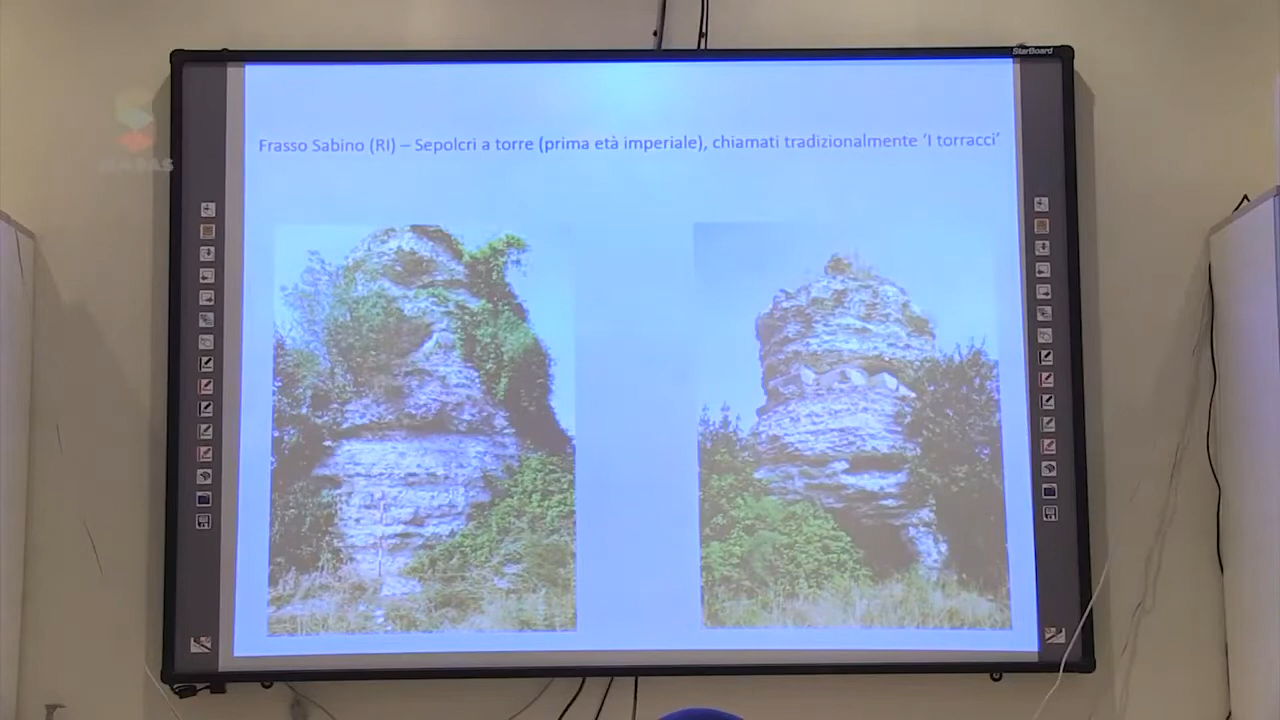 StarBoard
Frasso Sabino (RI) – Sepolcri a torre (prima età imperiale), chiamati tradizionalmente ‘I torracci’